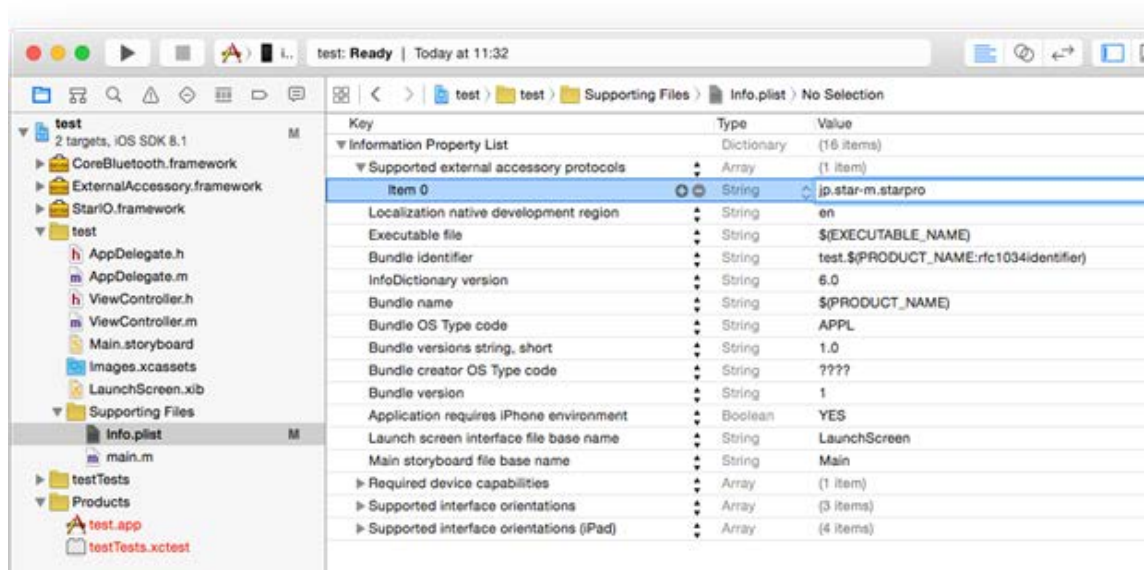 i..
test: Ready | Today at 11:32
test
2 targets, iOS SDK 8.1
M
CoreBluetooth.framework
ExternalAccessory.framework
StarIO.framework
test
h AppDelegate.h
m AppDelegate.m
h ViewController.h
m ViewController.m
Main.storyboard
Images.xcassets
LaunchScreen.xib
Supporting Files
Info.plist M
m main.m
testTests
Products
test.app
testTests.xctest
test › test › Supporting Files › Info.plist › No Selection
Key Type Value
Information Property List Dictionary (16 items)
Supported external accessory protocols Array (1 item)
Item 0 String jp.star-m.starpro
Localization native development region String en
Executable file String $(EXECUTABLE_NAME)
Bundle identifier String test.$(PRODUCT_NAME:rfc1034identifier)
InfoDictionary version String 6.0
Bundle name String $(PRODUCT_NAME)
Bundle OS Type code String APPL
Bundle versions string, short String 1.0
Bundle creator OS Type code String ????
Bundle version String 1
Application requires iPhone environment Boolean YES
Launch screen interface file base name String LaunchScreen
Main storyboard file base name String Main
Required device capabilities Array (1 item)
Supported interface orientations Array (3 items)
Supported interface orientations (iPad) Array (4 items)